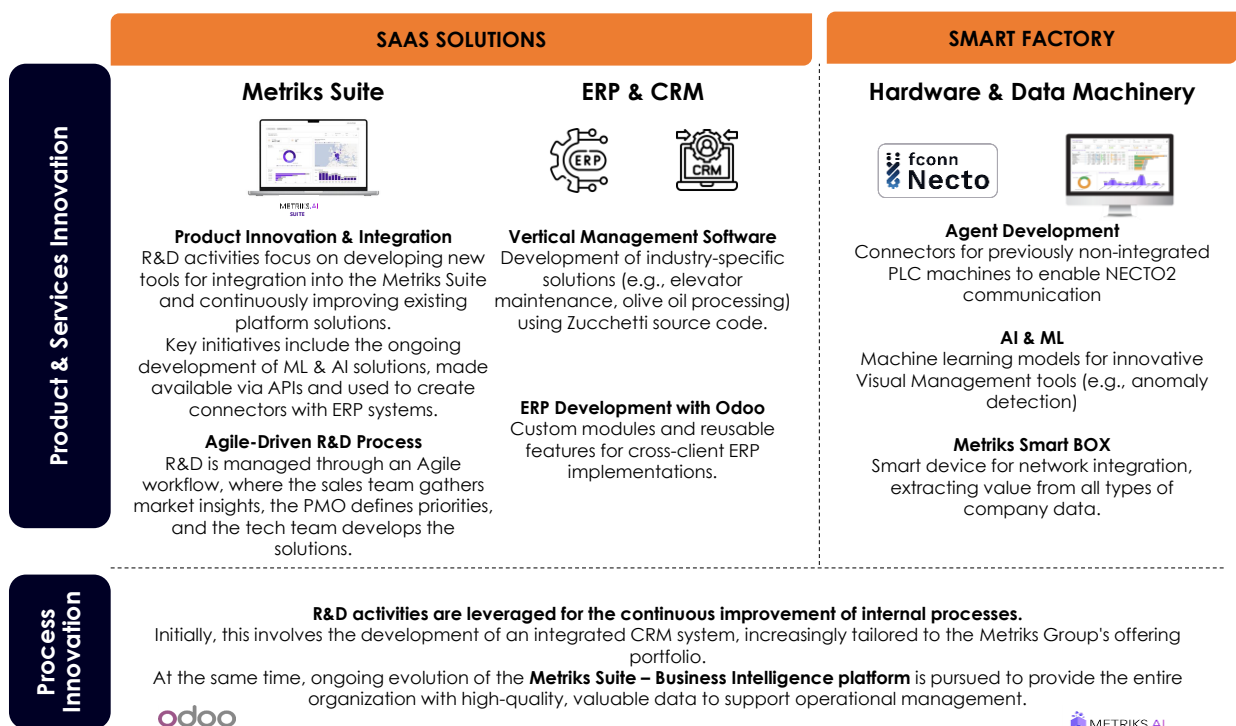 SAAS SOLUTIONS
SMART FACTORY
Product & Services Innovation
Metriks Suite
METRIKS.AI
SUITE
Product Innovation & Integration
R&D activities focus on developing new
tools for integration into the Metriks Suite
and continuously improving existing
platform solutions.
Key initiatives include the ongoing
development of ML & AI solutions, made
available via APIs and used to create
connectors with ERP systems.
Agile-Driven R&D Process
R&D is managed through an Agile
workflow, where the sales team gathers
market insights, the PMO defines priorities,
and the tech team develops the
solutions.
ERP & CRM
ERP
CRM
Vertical Management Software
Development of industry-specific
solutions (e.g., elevator
maintenance, olive oil processing)
using Zucchetti source code.
ERP Development with Odoo
Custom modules and reusable
features for cross-client ERP
implementations.
Hardware & Data Machinery
fconn
Necto
Agent Development
Connectors for previously non-integrated
PLC machines to enable NECTO2
communication
AI & ML
Machine learning models for innovative
Visual Management tools (e.g., anomaly
detection)
Metriks Smart BOX
Smart device for network integration,
extracting value from all types of
company data.
Process
Innovation
R&D activities are leveraged for the continuous improvement of internal processes.
Initially, this involves the development of an integrated CRM system, increasingly tailored to the Metriks Group's offering
portfolio.
At the same time, ongoing evolution of the Metriks Suite – Business Intelligence platform is pursued to provide the entire
organization with high-quality, valuable data to support operational management.
odoo
METRIKS.AI